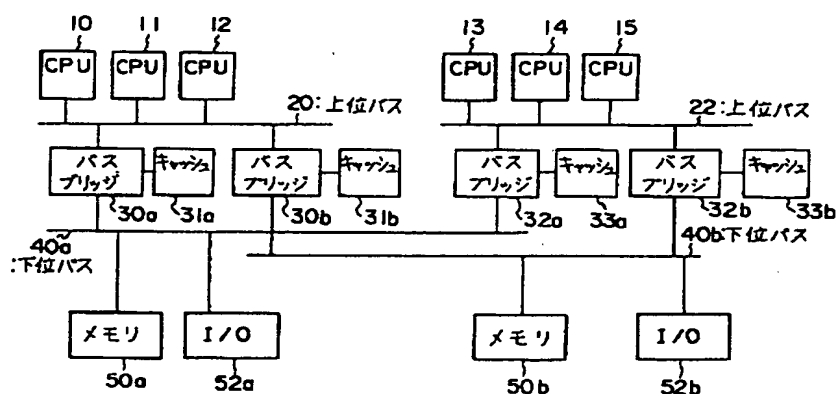 10 11 12 13 14 15
CPU CPU CPU CPU CPU CPU
20:上位バス 22:上位バス
バス
ブリッジ
キャッシュ
バス
ブリッジ
キャッシュ
バス
ブリッジ
キャッシュ
バス
ブリッジ
キャッシュ
30a 31a 30b 31b 32a 33a 32b 33b
40a
:下位バス
40b下位バス
メモリ I/O メモリ I/O
50a 52a 50b 52b